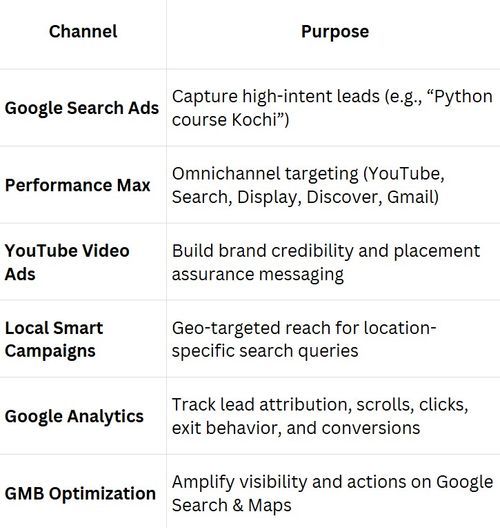 Channel
Purpose
Google Search Ads
Capture high-intent leads (e.g., “Python
course Kochi”)
Performance Max
Omnichannel targeting (YouTube,
Search, Display, Discover, Gmail)
YouTube Video
Ads
Build brand credibility and placement
assurance messaging
Local Smart
Campaigns
Geo-targeted reach for location-
specific search queries
Google Analytics
Track lead attribution, scrolls, clicks,
exit behavior, and conversions
GMB Optimization
Amplify visibility and actions on Google
Search & Maps